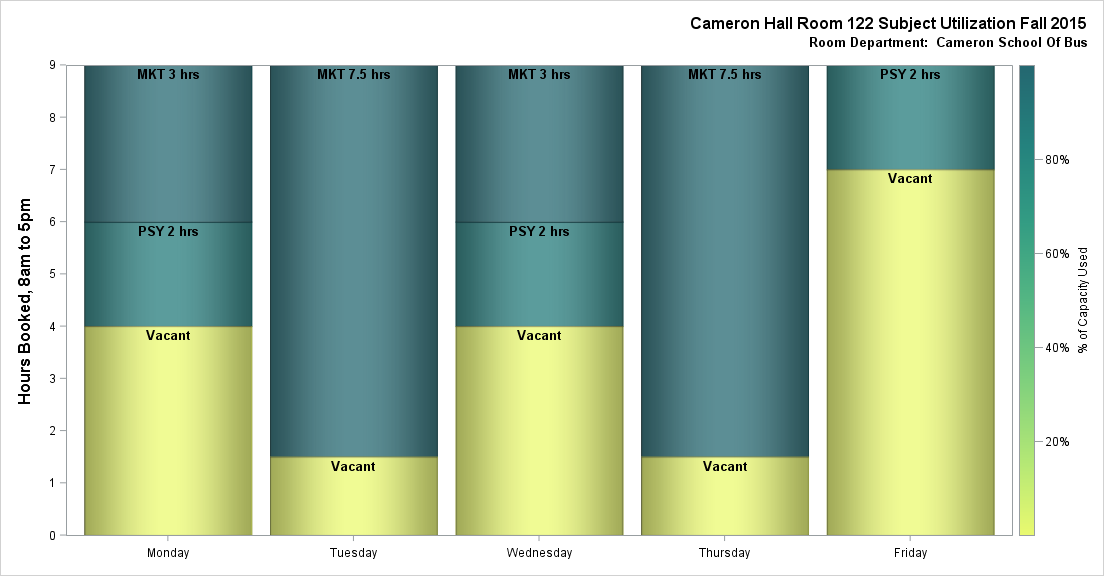 Cameron Hall Room 122 Subject Utilization Fall 2015
Room Department:  Cameron School Of Bus
Hours Booked, 8am to 5pm
9
8
7
6
5
4
3
2
1
0
MKT 3 hrs
PSY 2 hrs
Vacant
MKT 7.5 hrs
Vacant
MKT 3 hrs
PSY 2 hrs
Vacant
MKT 7.5 hrs
Vacant
PSY 2 hrs
Vacant
Monday
Tuesday
Wednesday
Thursday
Friday
80%
60%
40%
20%
% of Capacity Used